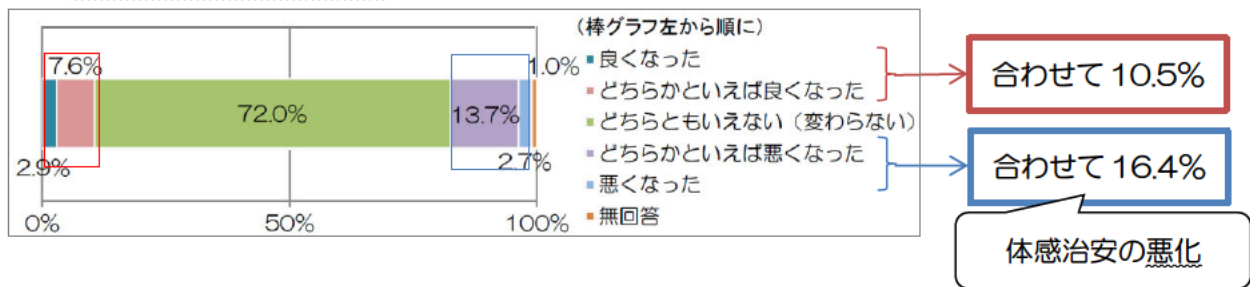 (棒グラフ左から順に)
7.6%
1.0%
72.0%
13.7%
2.9%
2.7%
0%
50%
100%
良くなった
どちらかといえば良くなった
どちらともいえない（変わらない）
どちらかといえば悪くなった
悪くなった
無回答
合わせて 10.5%
合わせて 16.4%
体感治安の悪化